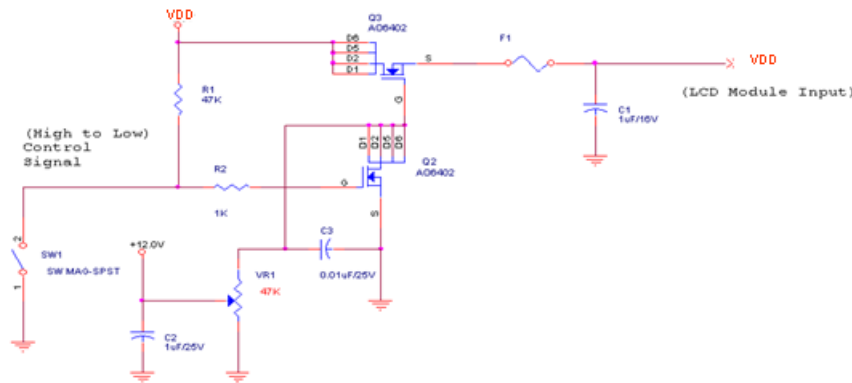 VDD
Q3
AO6402
D6
D5
D2
D1
S
G
F1
VDD
(LCD Module Input)
C1
1uF/16V
R1
47K
(High to Low)
Control
Signal
R2
1K
D1
D2
D5
D6
Q2
AO6402
G
S
2
SW1
SW MAG-SPST
1
+12.0V
C3
0.01uF/25V
VR1
47K
C2
1uF/25V